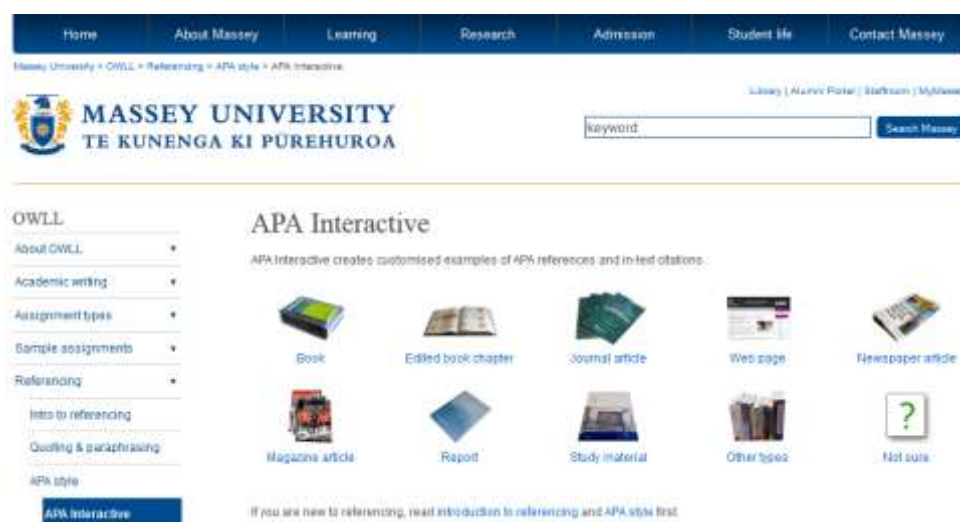 Home About Massey Learning Research Admission Student life Contact Massey
Massey University > OWLL > Referencing > APA style > APA Interactive
Library | Alumni Portal | Staffroom |
MASSEY UNIVERSITY
TE KUNENGA KI PŪREHUROA
keyword
Search Massey
OWLL
About OWLL
Academic writing
Assignment types
Sample assignments
Referencing
Intro to referencing
Quoting & paraphrasing
APA style
APA Interactive
APA Interactive
APA Interactive creates customised examples of APA references and in-text citations
Book Edited book chapter Journal article Web page Newspaper article
Magazine article Report Study material Other types Not sure
?
If you are new to referencing, read introduction to referencing and APA style first